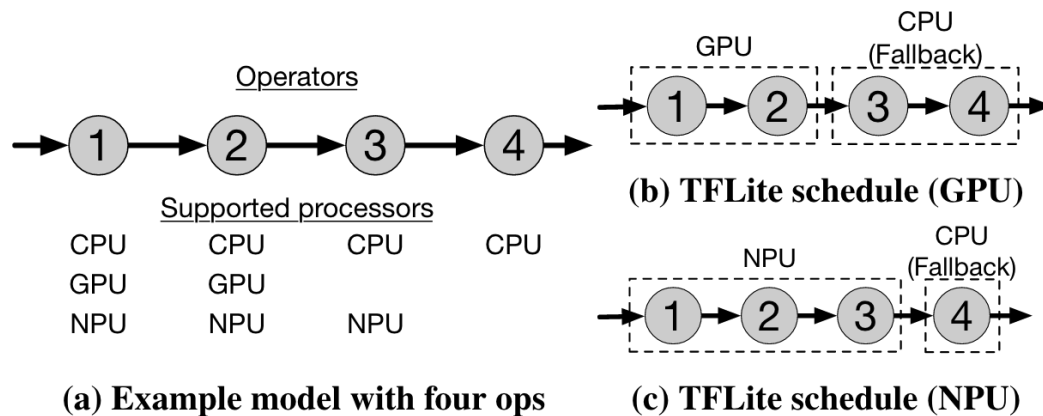 Operators
1 2 3 4
Supported processors
CPU CPU CPU CPU
GPU GPU
NPU NPU NPU
(a) Example model with four ops
GPU
CPU
(Fallback)
1 2 3 4
(b) TFLite schedule (GPU)
NPU
CPU
(Fallback)
1 2 3 4
(c) TFLite schedule (NPU)